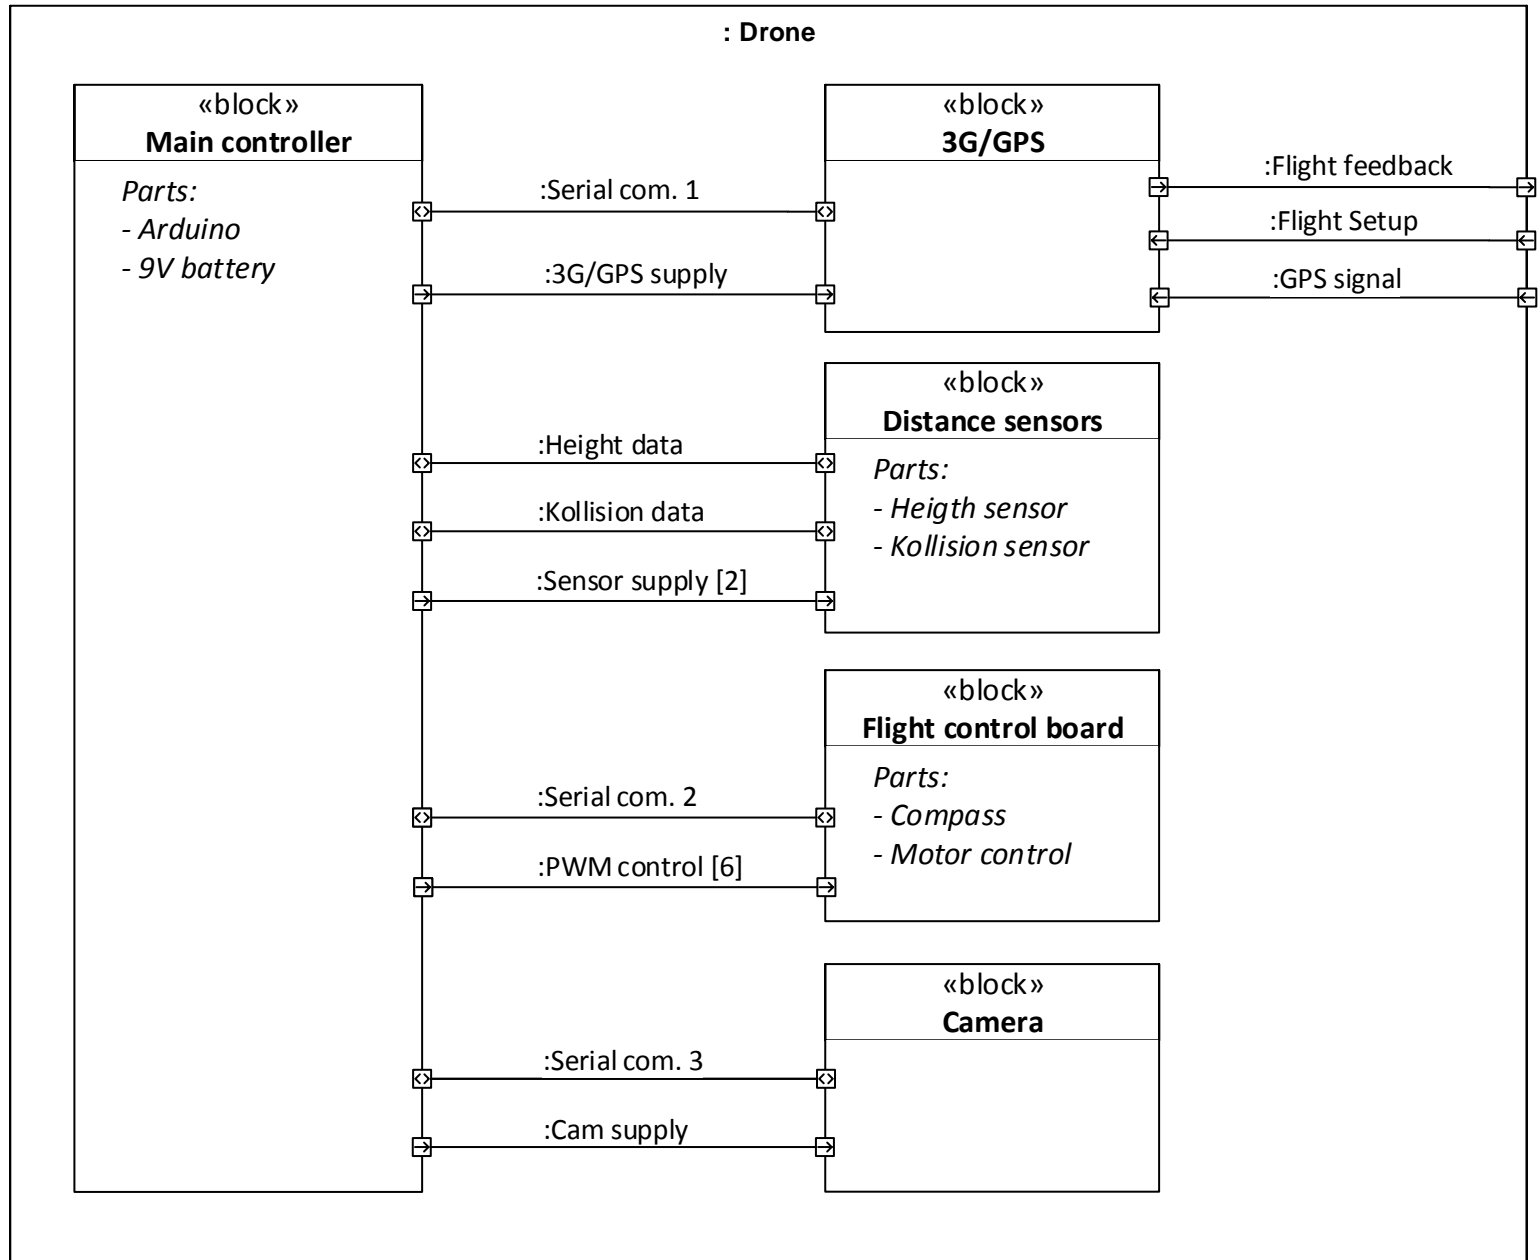 : Drone
«block»
Main controller
Parts:
- Arduino
- 9V battery
:Serial com. 1
:3G/GPS supply
«block»
3G/GPS
:Flight feedback
:Flight Setup
:GPS signal
:Height data
:Kollision data
:Sensor supply [2]
«block»
Distance sensors
Parts:
- Heigth sensor
- Kollision sensor
:Serial com. 2
:PWM control [6]
«block»
Flight control board
Parts:
- Compass
- Motor control
:Serial com. 3
:Cam supply
«block»
Camera